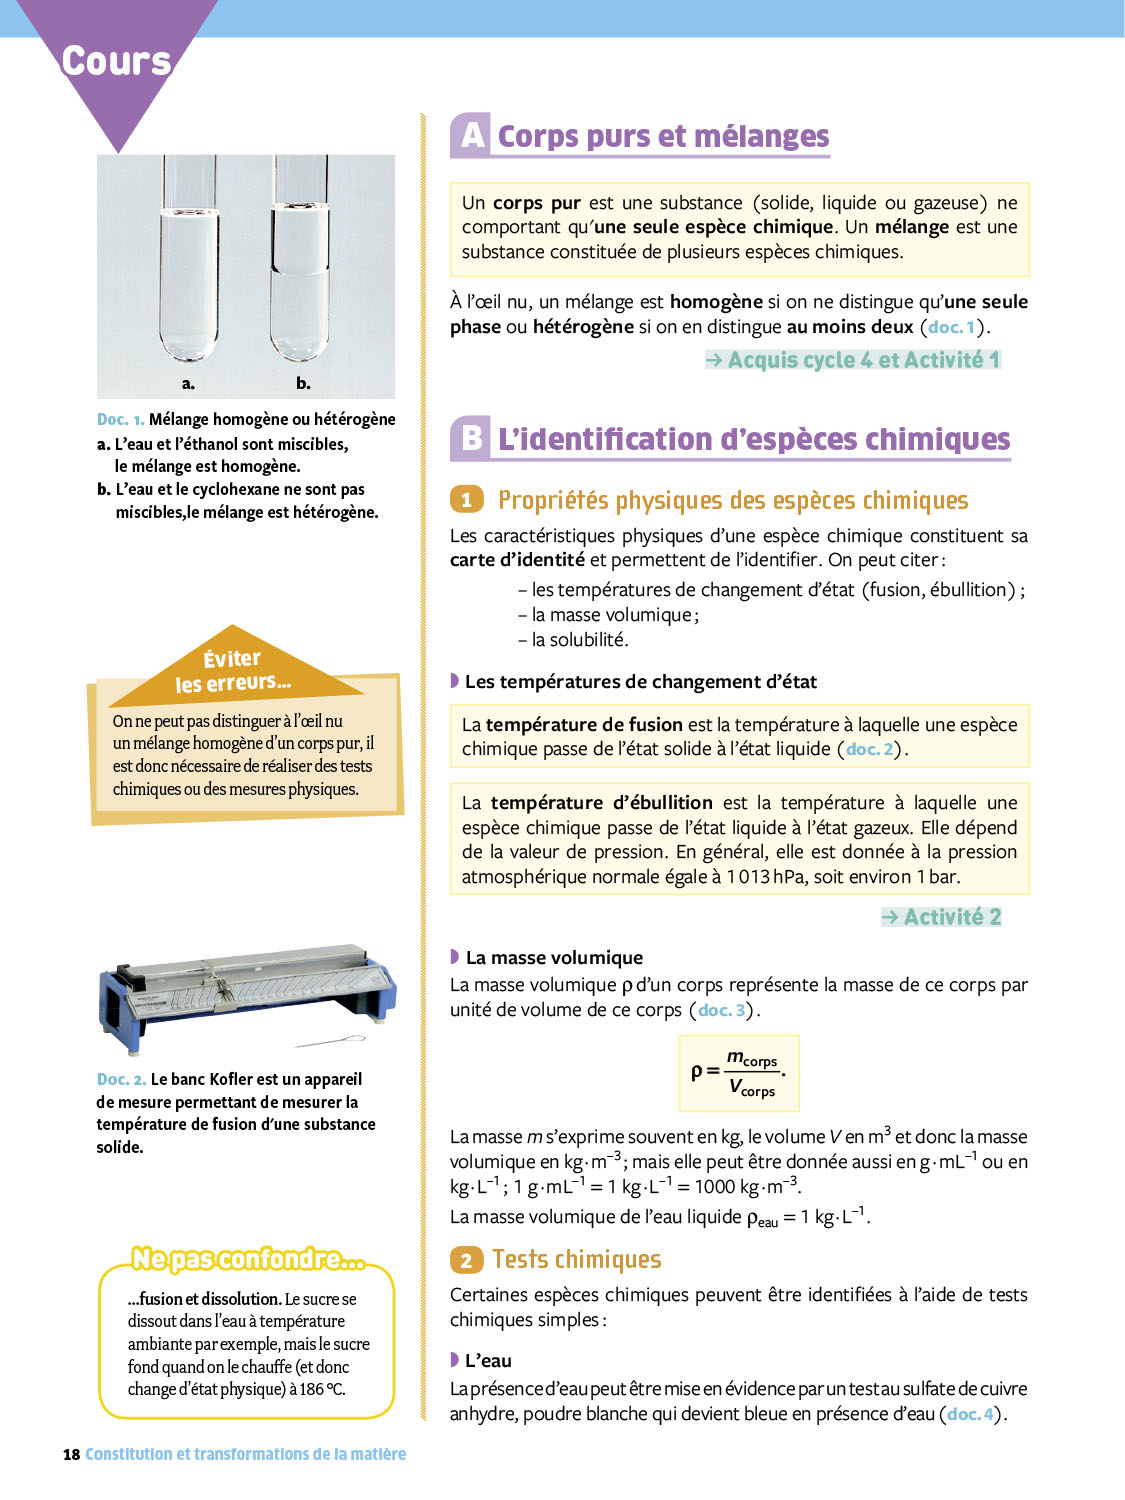 Cours
A Corps purs et mélanges
Un corps pur est une substance (solide, liquide ou gazeuse) ne
comportant qu'une seule espèce chimique. Un mélange est une
substance constituée de plusieurs espèces chimiques.
À l'œil nu, un mélange est homogène si on ne distingue qu'une seule
phase ou hétérogène si on en distingue au moins deux (doc. 1).
→ Acquis cycle 4 et Activité 1
a.
b.
Doc. 1. Mélange homogène ou hétérogène
a. L'eau et l'éthanol sont miscibles,
le mélange est homogène.
b. L'eau et le cyclohexane ne sont pas
miscibles,le mélange est hétérogène.
B L'identification d'espèces chimiques
1 Propriétés physiques des espèces chimiques
Les caractéristiques physiques d'une espèce chimique constituent sa
carte d'identité et permettent de l'identifier. On peut citer :
– les températures de changement d'état (fusion, ébullition) ;
– la masse volumique ;
– la solubilité.
Éviter
les erreurs...
On ne peut pas distinguer à l'œil nu
un mélange homogène d'un corps pur, il
est donc nécessaire de réaliser des tests
chimiques ou des mesures physiques.
Les températures de changement d'état
La température de fusion est la température à laquelle une espèce
chimique passe de l'état solide à l'état liquide (doc. 2).
La température d'ébullition est la température à laquelle une
espèce chimique passe de l'état liquide à l'état gazeux. Elle dépend
de la valeur de pression. En général, elle est donnée à la pression
atmosphérique normale égale à 1 013 hPa, soit environ 1 bar.
→ Activité 2
La masse volumique
La masse volumique ρ d'un corps représente la masse de ce corps par
unité de volume de ce corps (doc. 3).
ρ = m corps / V corps.
Doc. 2. Le banc Kofler est un appareil
de mesure permettant de mesurer la
température de fusion d'une substance
solide.
La masse m s'exprime souvent en kg, le volume V en m³ et donc la masse
volumique en kg·m⁻³ ; mais elle peut être donnée aussi en g·mL⁻¹ ou en
kg·L⁻¹ ; 1 g·mL⁻¹ = 1 kg·L⁻¹ = 1000 kg·m⁻³.
La masse volumique de l'eau liquide ρeau = 1 kg·L⁻¹.
2 Tests chimiques
Certaines espèces chimiques peuvent être identifiées à l'aide de tests
chimiques simples :
L'eau
La présence d'eau peut être mise en évidence par un test au sulfate de cuivre
anhydre, poudre blanche qui devient bleue en présence d'eau (doc. 4).
Ne pas confondre...
...fusion et dissolution. Le sucre se
dissout dans l'eau à température
ambiante par exemple, mais le sucre
fond quand on le chauffe (et donc
change d'état physique) à 186 °C.
18 Constitution et transformations de la matière